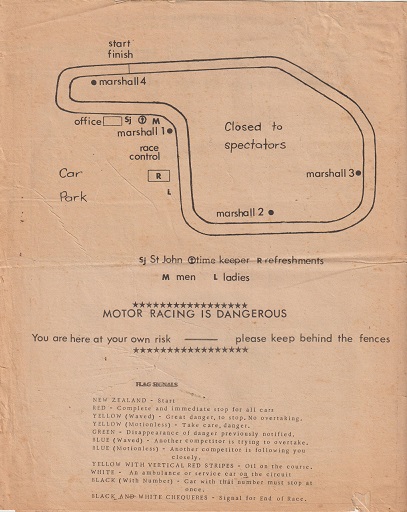 start
finish
marshall 4
office Sj T M
marshall 1
Closed to
spectators
race
control
Car
R
marshall 3
Park
L
marshall 2
Sj St John T time keeper R refreshments
M men L ladies
*****************
MOTOR RACING IS DANGEROUS
You are here at your own risk —— please keep behind the fences
*****************
FLAG SIGNALS
NEW ZEALAND - Start
RED - Complete and immediate stop for all cars
YELLOW (Waved) - Great danger, to stop. No overtaking.
YELLOW (Motionless) - Take care, danger.
GREEN - Disappearance of danger previously notified.
BLUE (Waved) - Another competitor is trying to overtake.
BLUE (Motionless) - Another competitor is following you
closely.
YELLOW WITH VERTICAL RED STRIPES - Oil on the course.
WHITE - An ambulance or service car on the circuit
BLACK (With Number) - Car with that number must stop at
once.
BLACK AND WHITE CHEQUERES - Signal for End of Race.